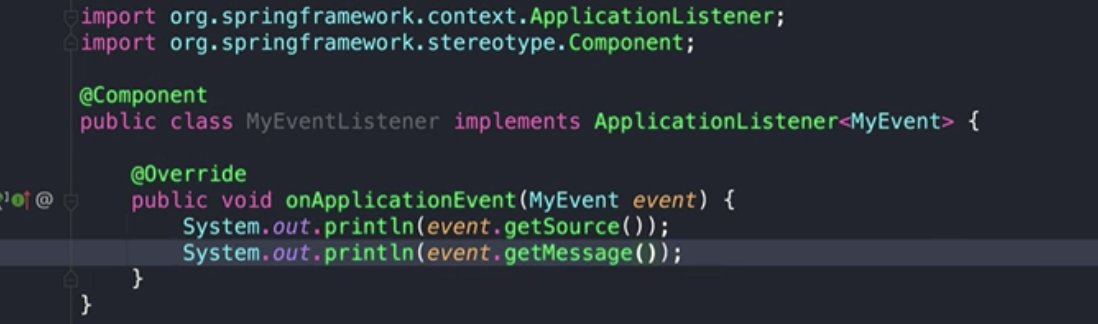 import org.springframework.context.ApplicationListener;
import org.springframework.stereotype.Component;
@Component
public class MyEventListener implements ApplicationListener<MyEvent> {
@Override
public void onApplicationEvent(MyEvent event) {
System.out.println(event.getSource());
System.out.println(event.getMessage());
}
}